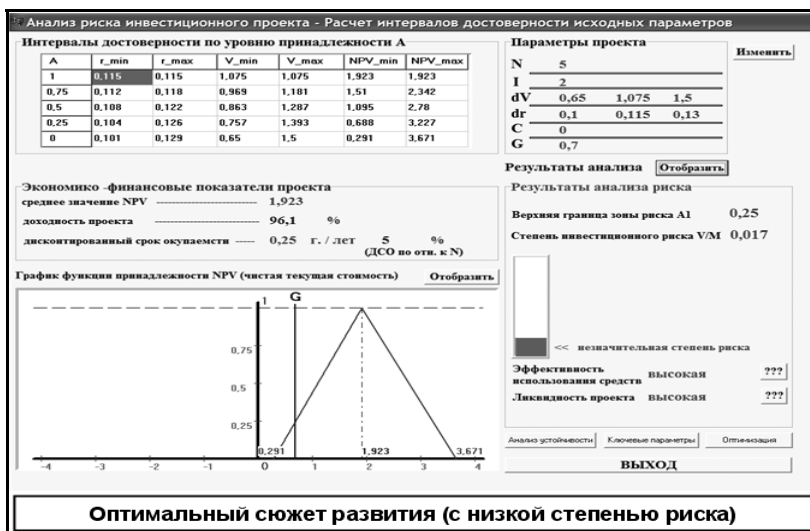 Анализ риска инвестиционного проекта - Расчет интервалов достоверности исходных параметров
Интервалы достоверности по уровню принадлежности А
A r_min r_max V_min V_max NPV_min NPV_max
1 0,115 0,115 1,075 1,075 1,923 1,923
0,75 0,112 0,118 0,969 1,181 1,51 2,342
0,5 0,108 0,122 0,863 1,287 1,095 2,78
0,25 0,104 0,126 0,757 1,393 0,688 3,227
0 0,101 0,129 0,65 1,5 0,291 3,671
Параметры проекта
Изменить
N 5
I 2
dV 0,65 1,075 1,5
dr 0,1 0,115 0,13
C 0
G 0,7
Результаты анализа Отобразить
Экономико -финансовые показатели проекта
среднее значение NPV ---------------------------- 1,923
доходность проекта ---------------------------- 96,1 %
дисконтированный срок окупаемсти ----- 0,25 г. / лет 5 %
(ДСО по отн. к N)
Результаты анализа риска
Верхняя граница зоны риска А1 0,25
Степень инвестиционного риска V/M 0,017
<< незначительная степень риска
Эффективность использования средств высокая ???
Ликвидность проекта высокая ???
Анализ устойчивости Ключевые параметры Оптимизация
ВЫХОД
График функции принадлежности NPV (чистая текущая стоимость) Отобразить
1 G
0,75
0,5
0,25
0,291 1,923 3,671
-4 -3 -2 -1 0 1 2 3 4
Оптимальный сюжет развития (с низкой степенью риска)